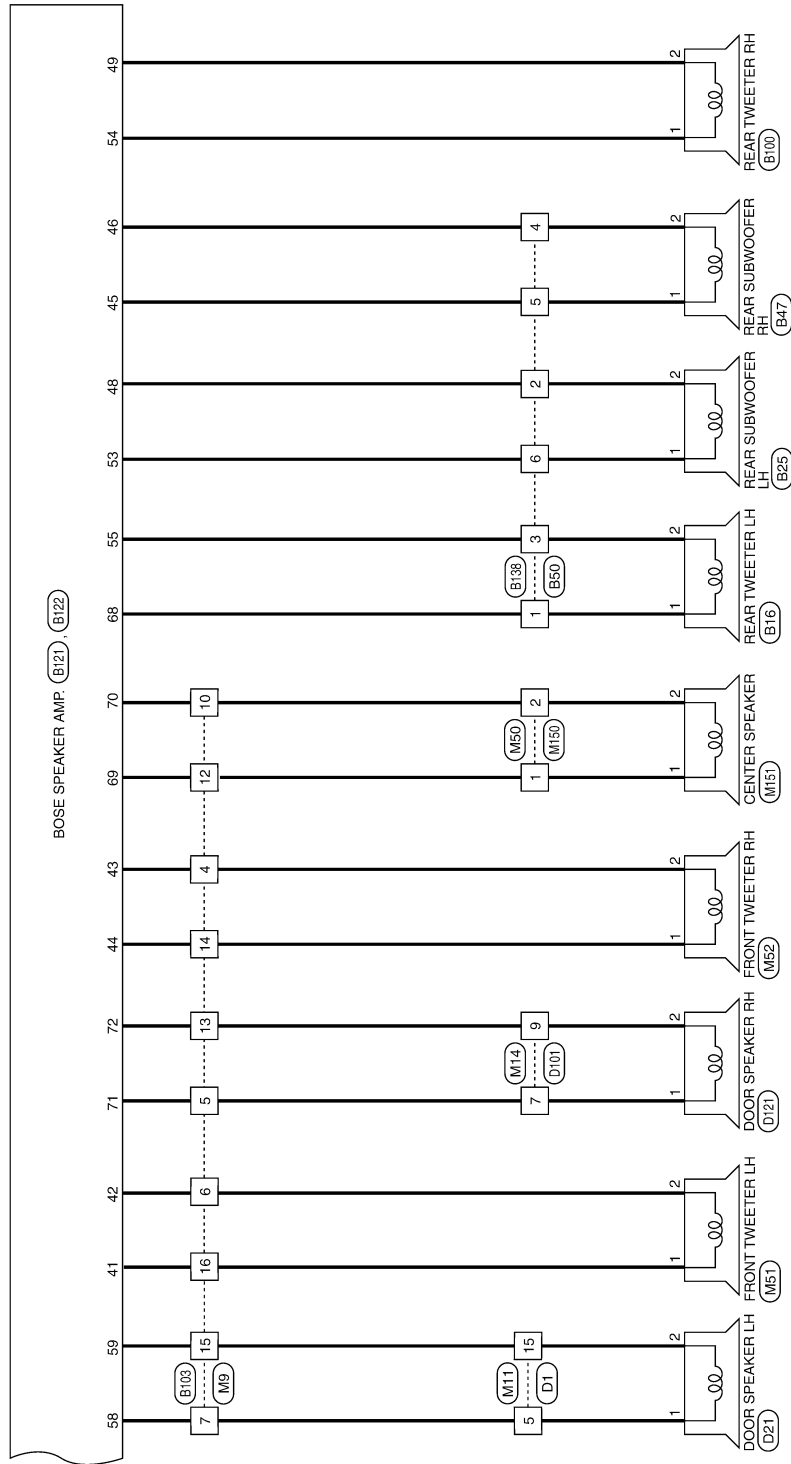 BOSE SPEAKER AMP. B121 , B122
58 59 41 42 71 72 44 43 69 70 68 55 53 48 45 46 54 49
B103
7 15 16 6 5 13 14 4 12 10
M9
M11 M14 M50 B138
5 15 7 9 1 2 1 3 6 2 5 4
D1 D101 M150 B50
1 2 1 2 1 2 1 2 1 2 1 2 1 2 1 2 1 2
DOOR SPEAKER LH
D21
FRONT TWEETER LH
M51
DOOR SPEAKER RH
D121
FRONT TWEETER RH
M52
CENTER SPEAKER
M151
REAR TWEETER LH
B16
REAR SUBWOOFER
LH
B25
REAR SUBWOOFER
RH
B47
REAR TWEETER RH
B100